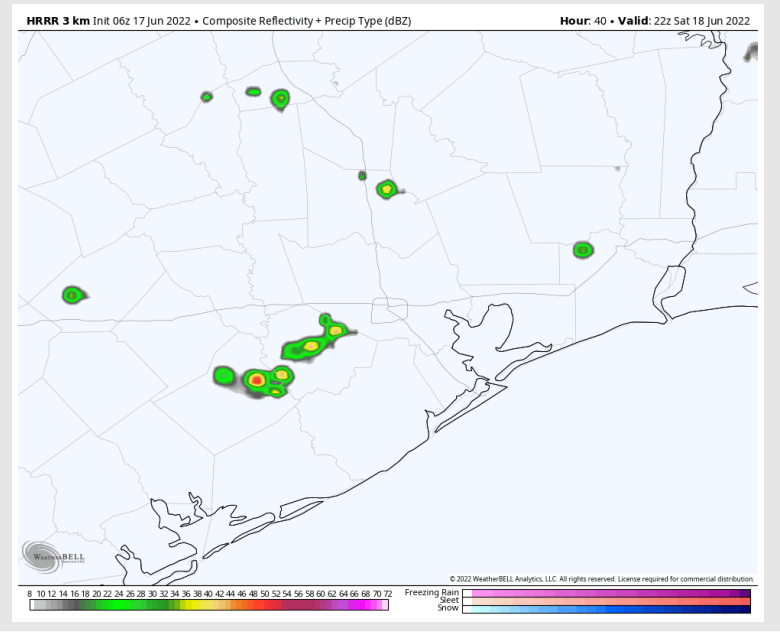 HRRR 3 km Init 06z 17 Jun 2022 • Composite Reflectivity + Precip Type (dBZ)
Hour: 40 • Valid: 22z Sat 18 Jun 2022
WEATHERBELL
© 2022 WeatherBELL Analytics, LLC. All rights reserved. License required for commercial distribution.
8 10 12 14 16 18 20 22 24 26 28 30 32 34 36 38 40 42 44 46 48 50 52 54 56 58 60 62 64 66 68 70 72
Freezing Rain
Sleet
Snow